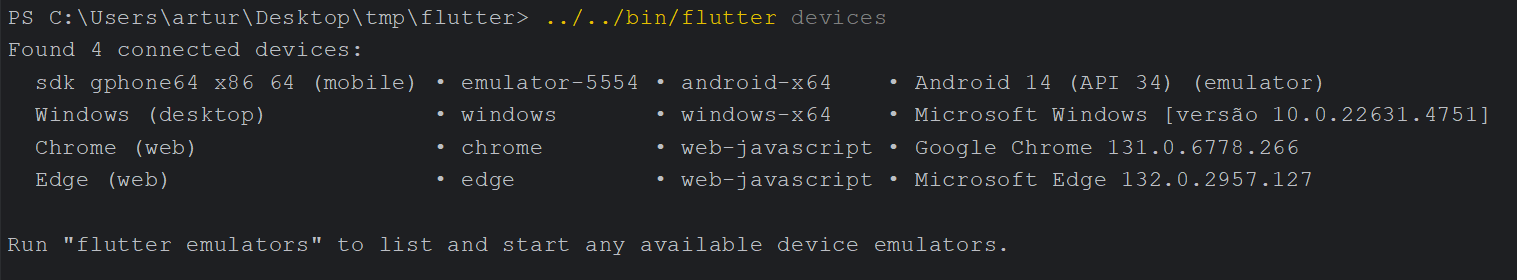 PS C:\Users\artur\Desktop\tmp\flutter> ../../bin/flutter devices
Found 4 connected devices:
  sdk gphone64 x86 64 (mobile) • emulator-5554 • android-x64    • Android 14 (API 34) (emulator)
  Windows (desktop)            • windows       • windows-x64    • Microsoft Windows [versão 10.0.22631.4751]
  Chrome (web)                 • chrome        • web-javascript • Google Chrome 131.0.6778.266
  Edge (web)                   • edge          • web-javascript • Microsoft Edge 132.0.2957.127

Run "flutter emulators" to list and start any available device emulators.